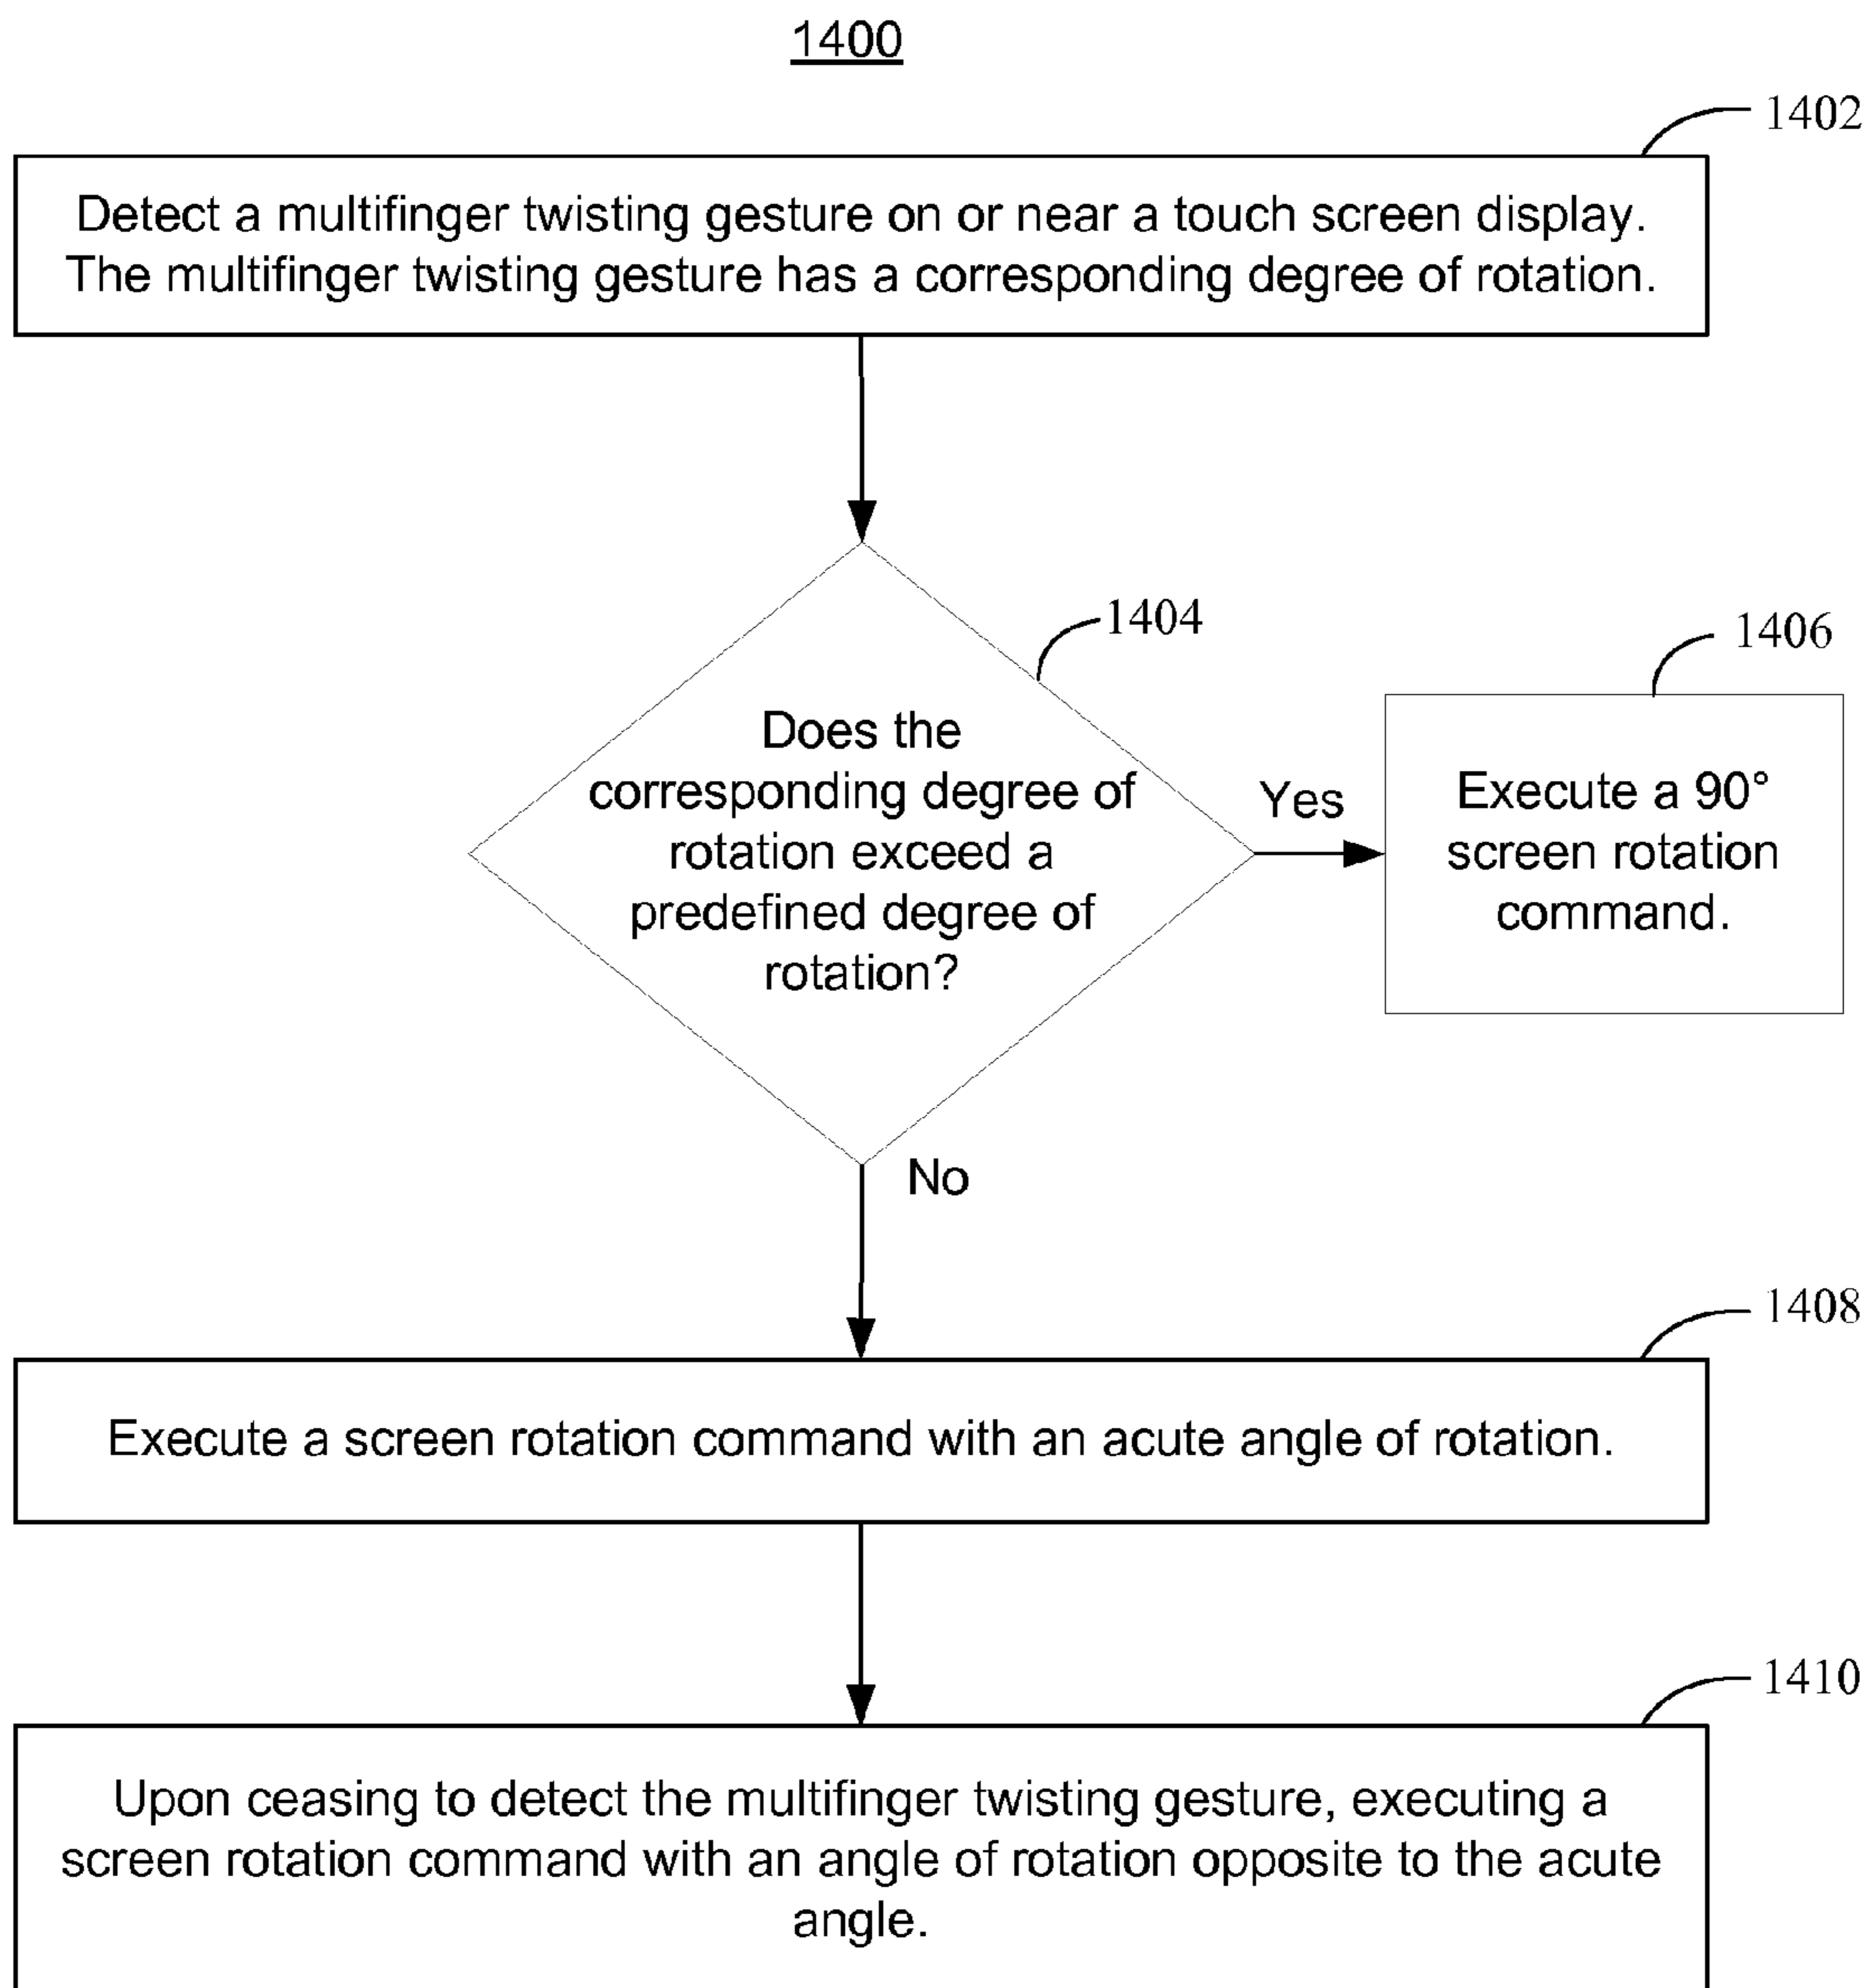 1400
1402
Detect a multifinger twisting gesture on or near a touch screen display.
The multifinger twisting gesture has a corresponding degree of rotation.
1404
Does the
corresponding degree of
rotation exceed a
predefined degree of
rotation?
Yes
1406
Execute a 90°
screen rotation
command.
No
1408
Execute a screen rotation command with an acute angle of rotation.
1410
Upon ceasing to detect the multifinger twisting gesture, executing a
screen rotation command with an angle of rotation opposite to the acute
angle.